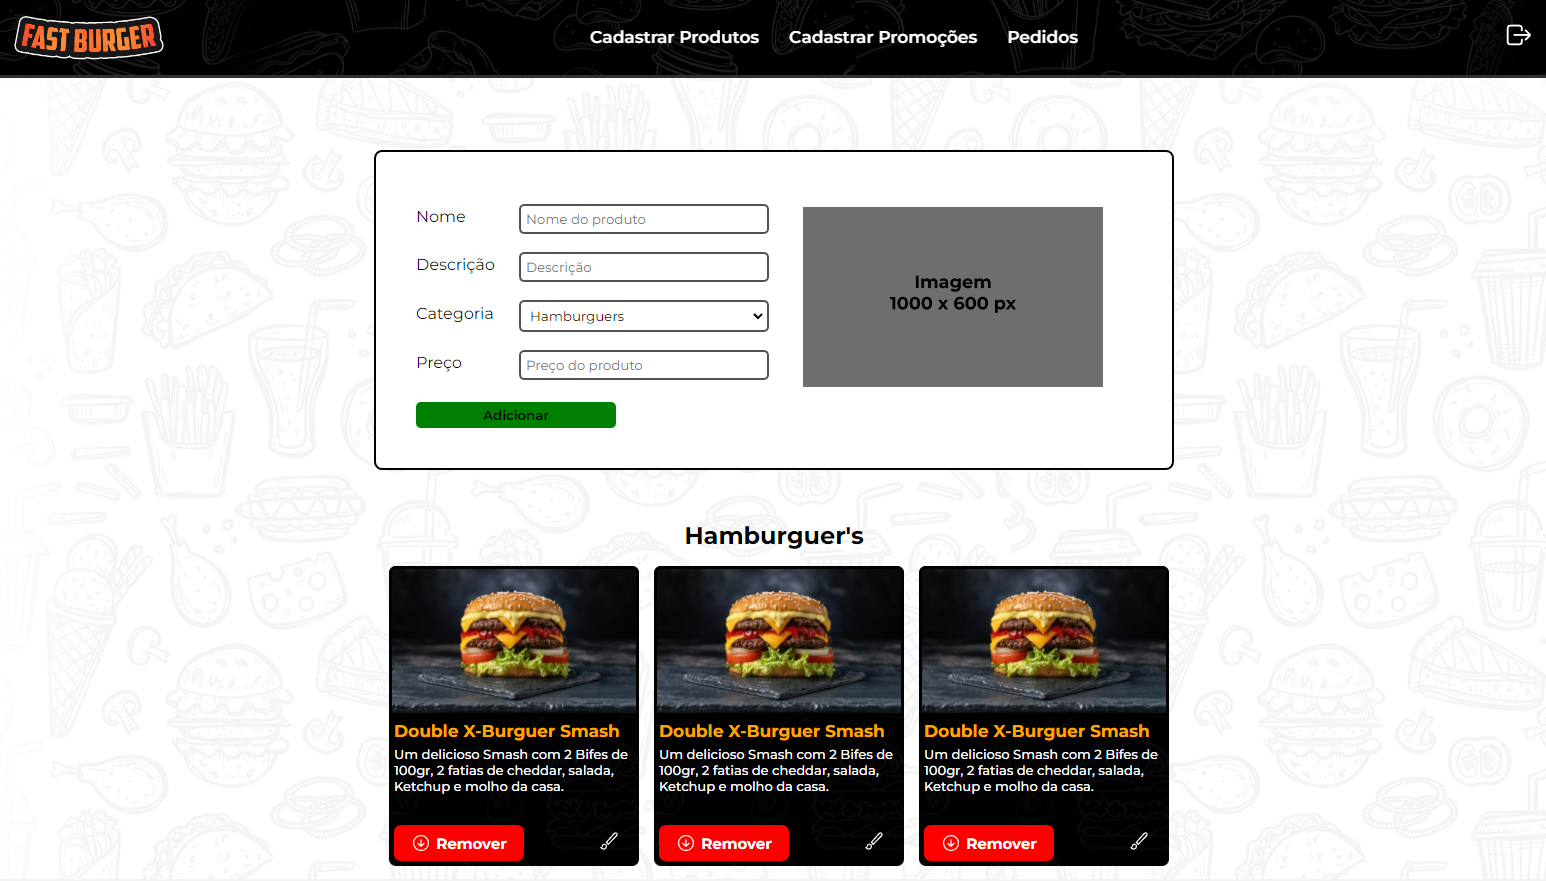 FAST BURGER
Cadastrar Produtos
Cadastrar Promoções
Pedidos
Nome
Nome do produto
Descrição
Descrição
Categoria
Hamburguers
Preço
Preço do produto
Adicionar
Imagem
1000 x 600 px
Hamburguer's
Double X-Burguer Smash
Um delicioso Smash com 2 Bifes de
100gr, 2 fatias de cheddar, salada,
Ketchup e molho da casa.
Remover
Double X-Burguer Smash
Um delicioso Smash com 2 Bifes de
100gr, 2 fatias de cheddar, salada,
Ketchup e molho da casa.
Remover
Double X-Burguer Smash
Um delicioso Smash com 2 Bifes de
100gr, 2 fatias de cheddar, salada,
Ketchup e molho da casa.
Remover